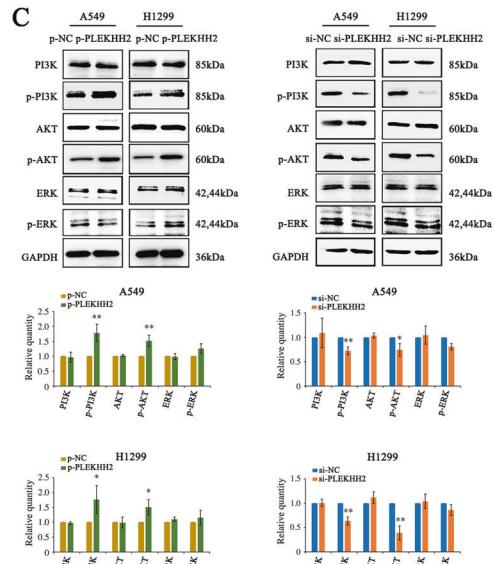 C
A549 H1299
p-NC p-PLEKHH2 p-NC p-PLEKHH2
PI3K 85kDa
p-PI3K 85kDa
AKT 60kDa
p-AKT 60kDa
ERK 42,44kDa
p-ERK 42,44kDa
GAPDH 36kDa
A549 H1299
si-NC si-PLEKHH2 si-NC si-PLEKHH2
PI3K 85kDa
p-PI3K 85kDa
AKT 60kDa
p-AKT 60kDa
ERK 42,44kDa
p-ERK 42,44kDa
GAPDH 36kDa
A549
p-NC
p-PLEKHH2
Relative quantity
2.5
2.0
1.5
1.0
0.5
0
** **
PI3K p-PI3K AKT p-AKT ERK p-ERK
A549
si-NC
si-PLEKHH2
Relative quantity
1.5
1.0
0.5
0
** *
PI3K p-PI3K AKT p-AKT ERK p-ERK
H1299
p-NC
p-PLEKHH2
Relative quantity
2.5
2.0
1.5
1.0
0.5
0
* *
H1299
si-NC
si-PLEKHH2
Relative quantity
1.5
1.0
0.5
0
** **